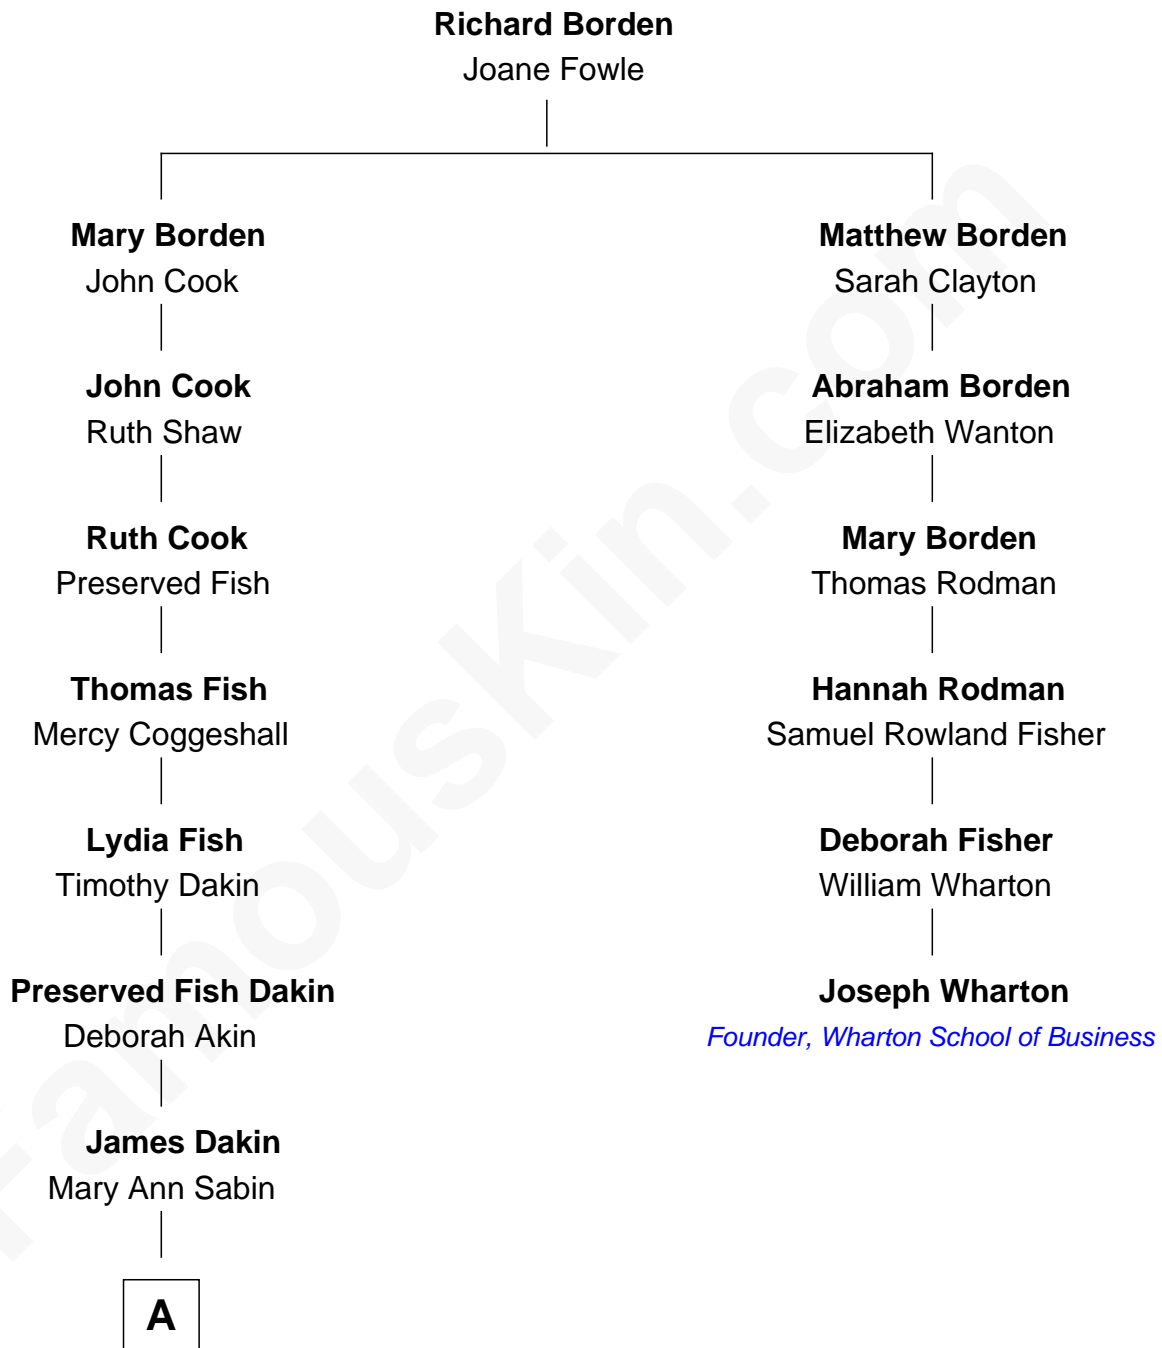 Richard Borden
Joane Fowle
Mary Borden
John Cook
John Cook
Ruth Shaw
Ruth Cook
Preserved Fish
Thomas Fish
Mercy Coggeshall
Lydia Fish
Timothy Dakin
Preserved Fish Dakin
Deborah Akin
James Dakin
Mary Ann Sabin
A
Matthew Borden
Sarah Clayton
Abraham Borden
Elizabeth Wanton
Mary Borden
Thomas Rodman
Hannah Rodman
Samuel Rowland Fisher
Deborah Fisher
William Wharton
Joseph Wharton
Founder, Wharton School of Business
FamousKin.com